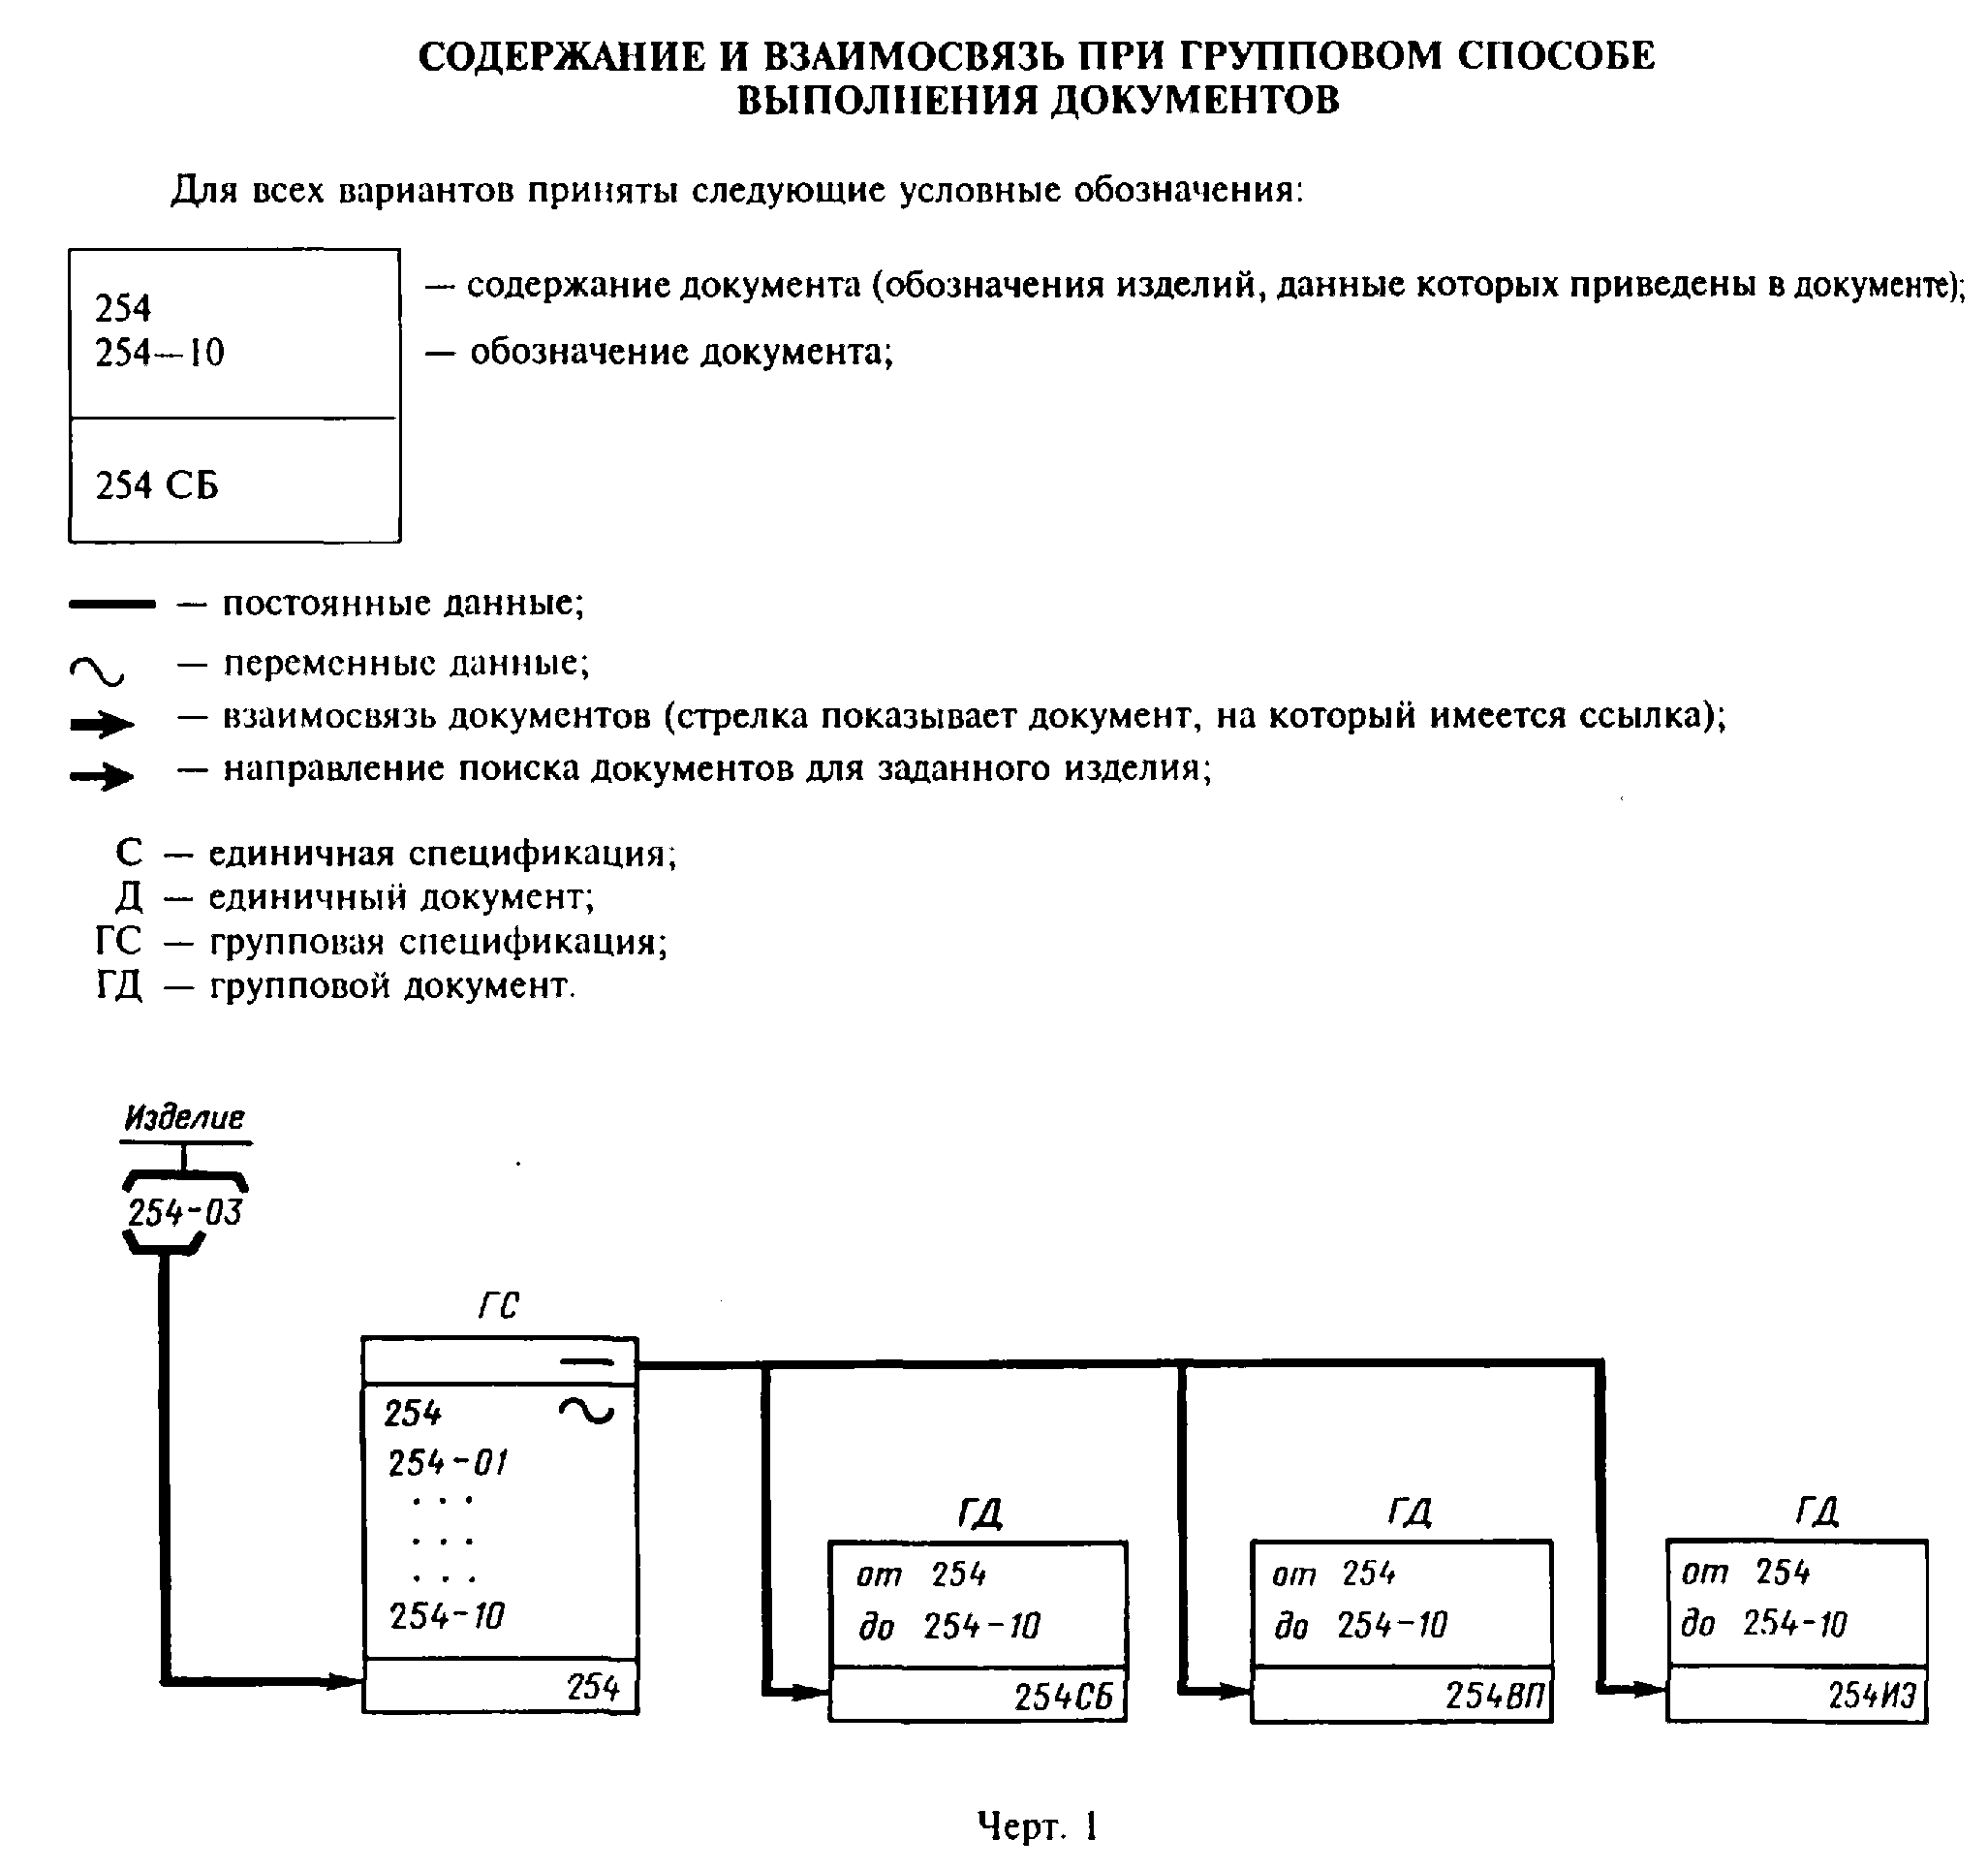 СОДЕРЖАНИЕ И ВЗАИМОСВЯЗЬ ПРИ ГРУППОВОМ СПОСОБЕ
ВЫПОЛНЕНИЯ ДОКУМЕНТОВ
Для всех вариантов приняты следующие условные обозначения:
254
— содержание документа (обозначения изделий, данные которых приведены в документе);
254—10
— обозначение документа;
254 СБ
— постоянные данные;
— переменные данные;
— взаимосвязь документов (стрелка показывает документ, на который имеется ссылка);
— направление поиска документов для заданного изделия;
С — единичная спецификация;
Д — единичный документ;
ГС — групповая спецификация;
ГД — групповой документ.
Изделие
254-03
ГС
254
254-01
. . .
. . .
. . .
254-10
254
ГД
от 254
до 254-10
254СБ
ГД
от 254
до 254-10
254ВП
ГД
от 254
до 254-10
254ИЭ
Черт. 1